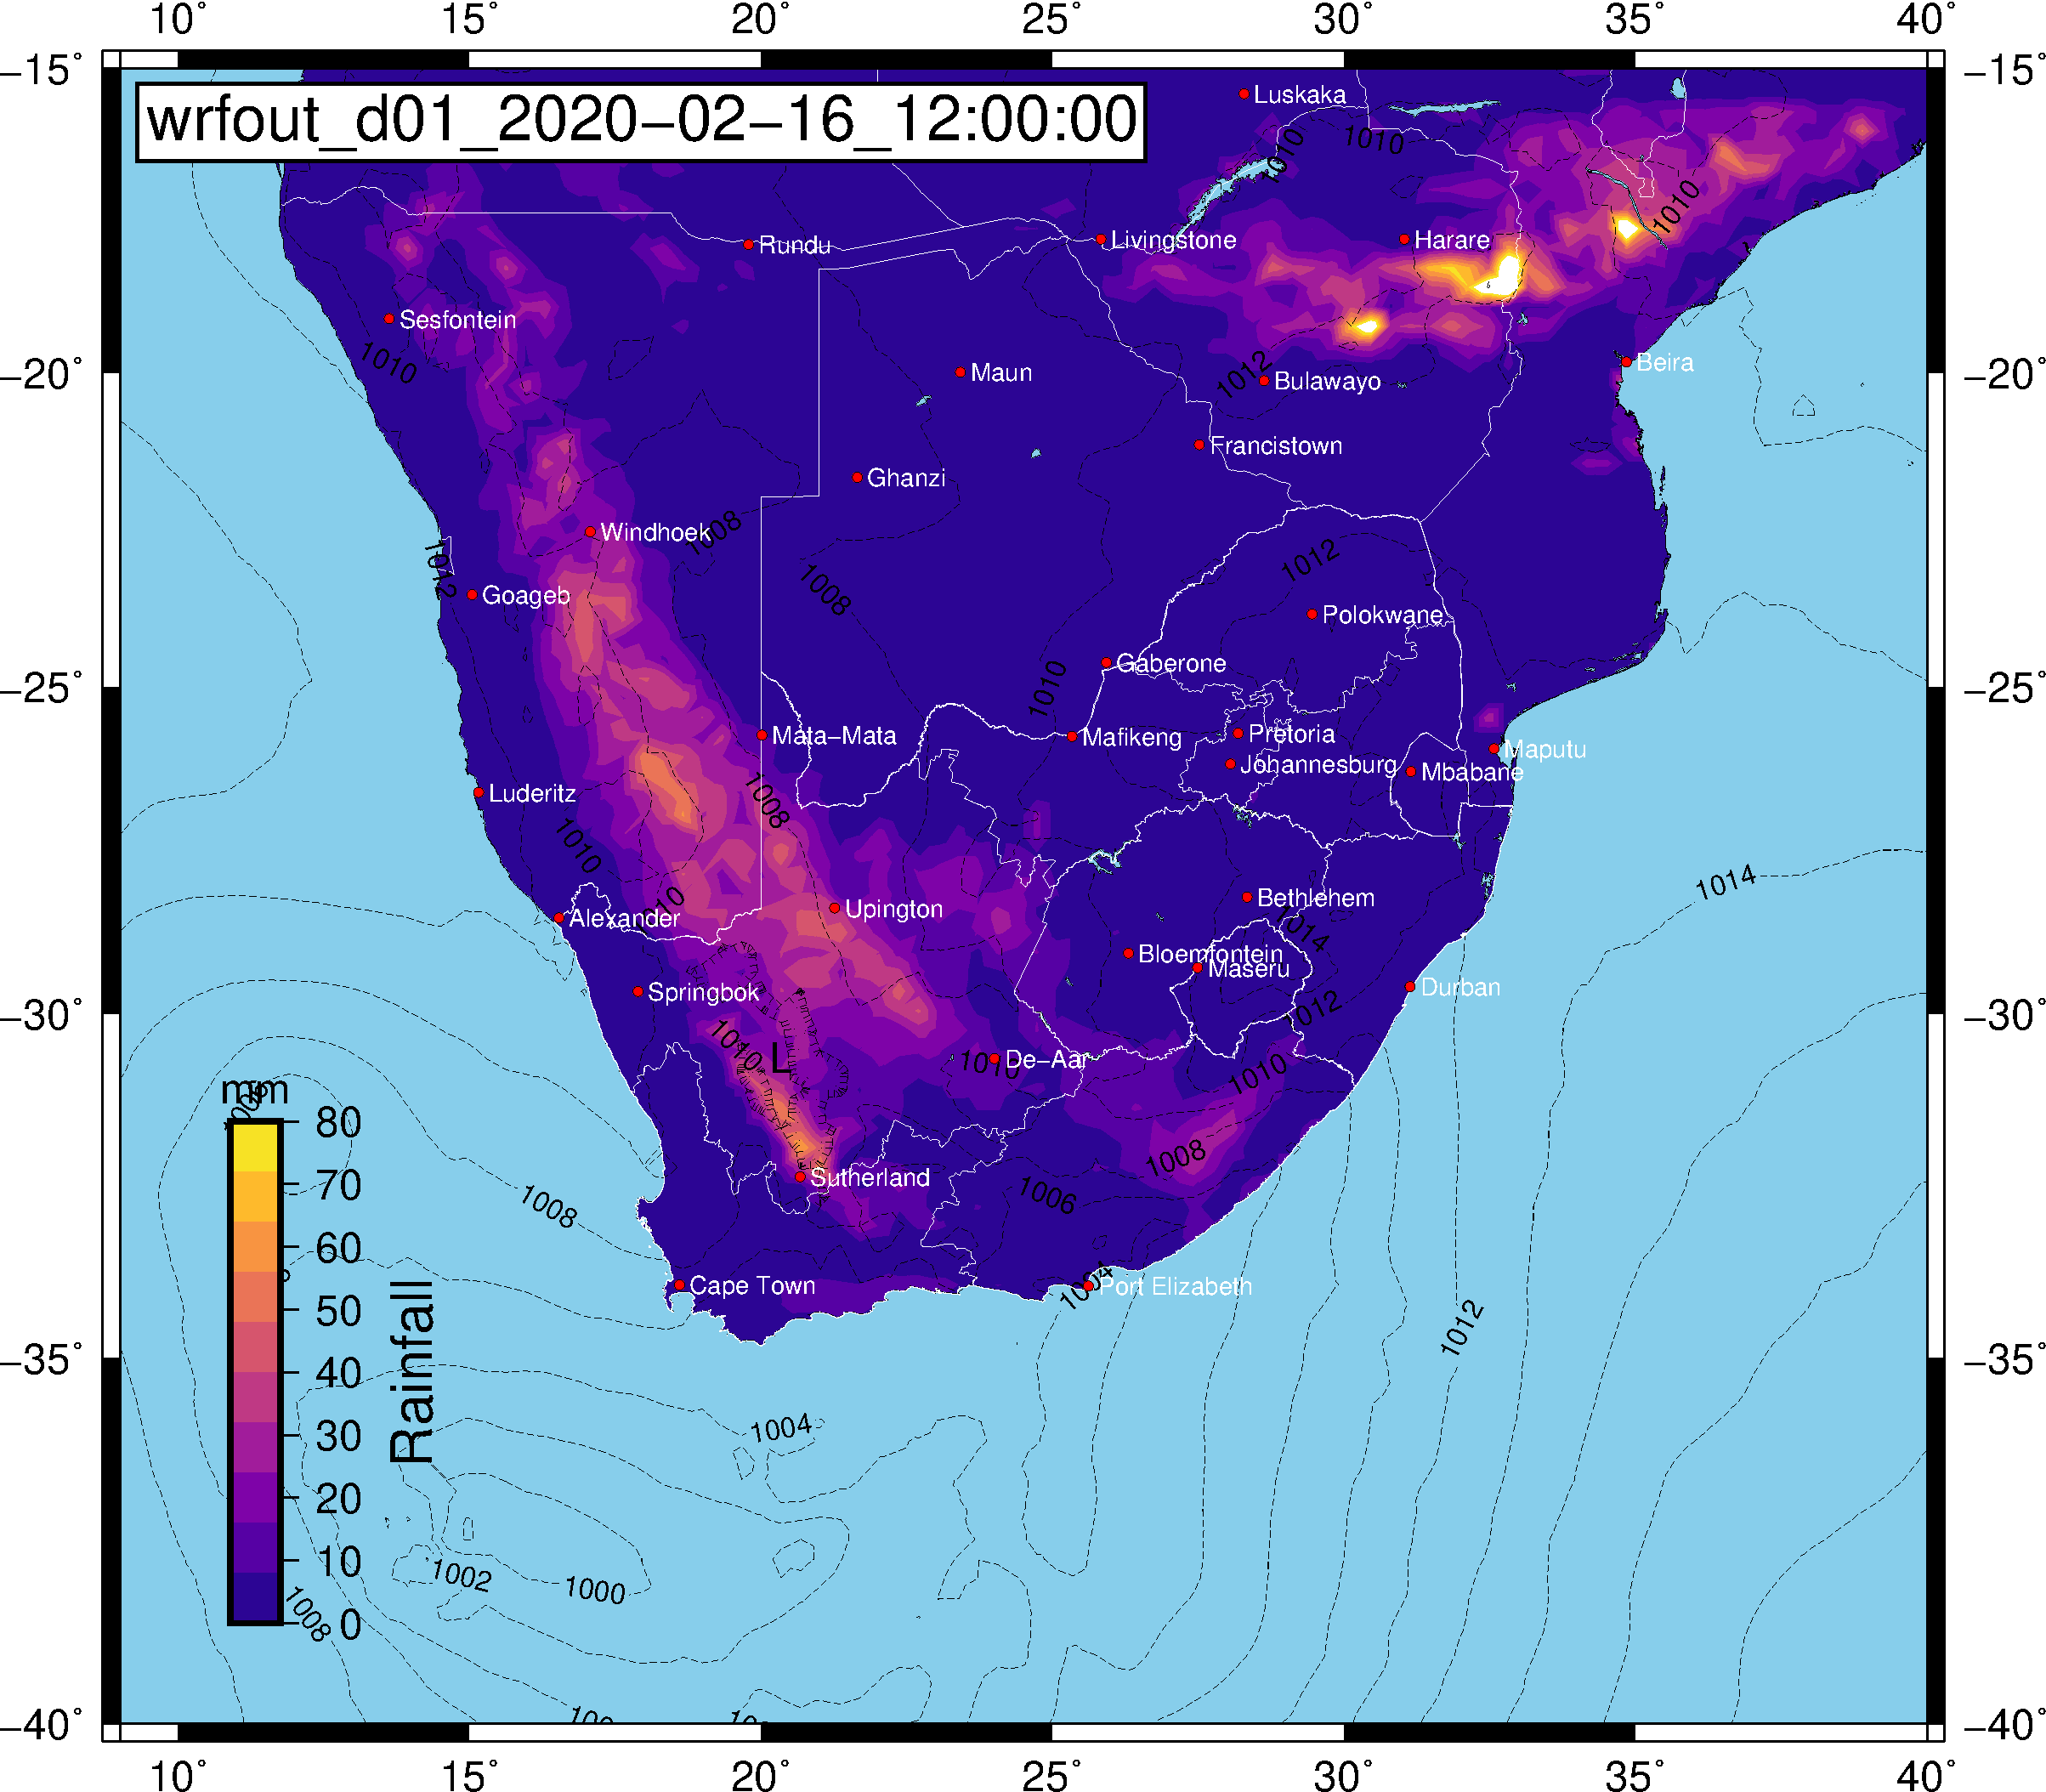 10° 15° 20° 25° 30° 35° 40°
−15° −15°
wrfout_d01_2020−02−16_12:00:00
Luskaka
1010
1010
1010
Rundu
Livingstone
Harare
Sesfontein
1010
Beira
−20° −20°
Maun
1012
Bulawayo
Francistown
Ghanzi
Windhoek
1008
1012
1012
1008
Goageb
Polokwane
Gaberone
−25° −25°
1010
Mata−Mata
Mafikeng
Pretoria
Maputu
Johannesburg
Mbabane
Luderitz
1008
1010
1014
Bethlehem
1010
Upington
Alexander
1014
Bloemfontein
Maseru
Springbok
Durban
−30° −30°
1012
1010
L
De−Aar
1010
1010
mm
80
1008
Sutherland
70
1006
1008
60
Cape Town
1004
Port Elizabeth
50
Rainfall
1012
−35° −35°
40
1004
30
20
10
1002
1000
1008
0
−40° −40°
10° 15° 20° 25° 30° 35° 40°